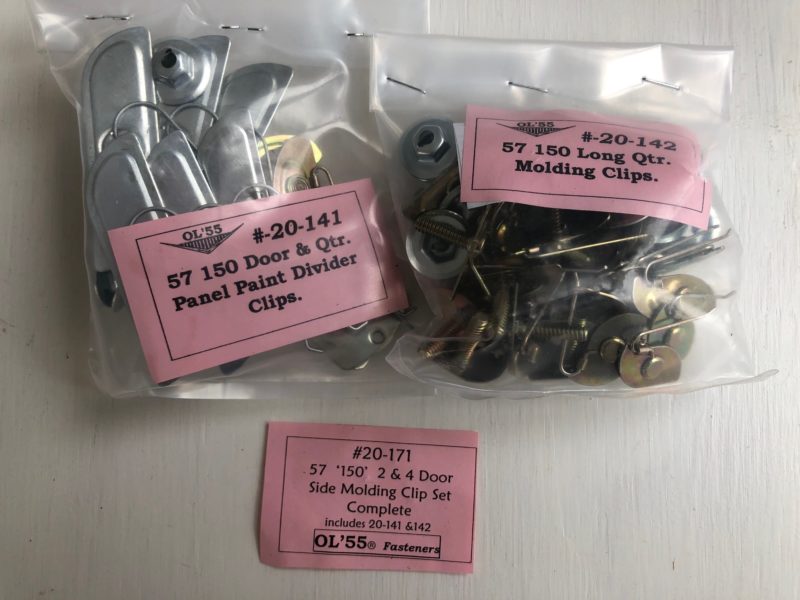 OL'55
#-20-141
57 150 Door & Qtr.
Panel Paint Divider
Clips.
OL'55
#-20-142
57 150 Long Qtr.
Molding Clips.
#20-171
57 '150' 2 & 4 Door
Side Molding Clip Set
Complete
includes 20-141 &142
OL'55® Fasteners